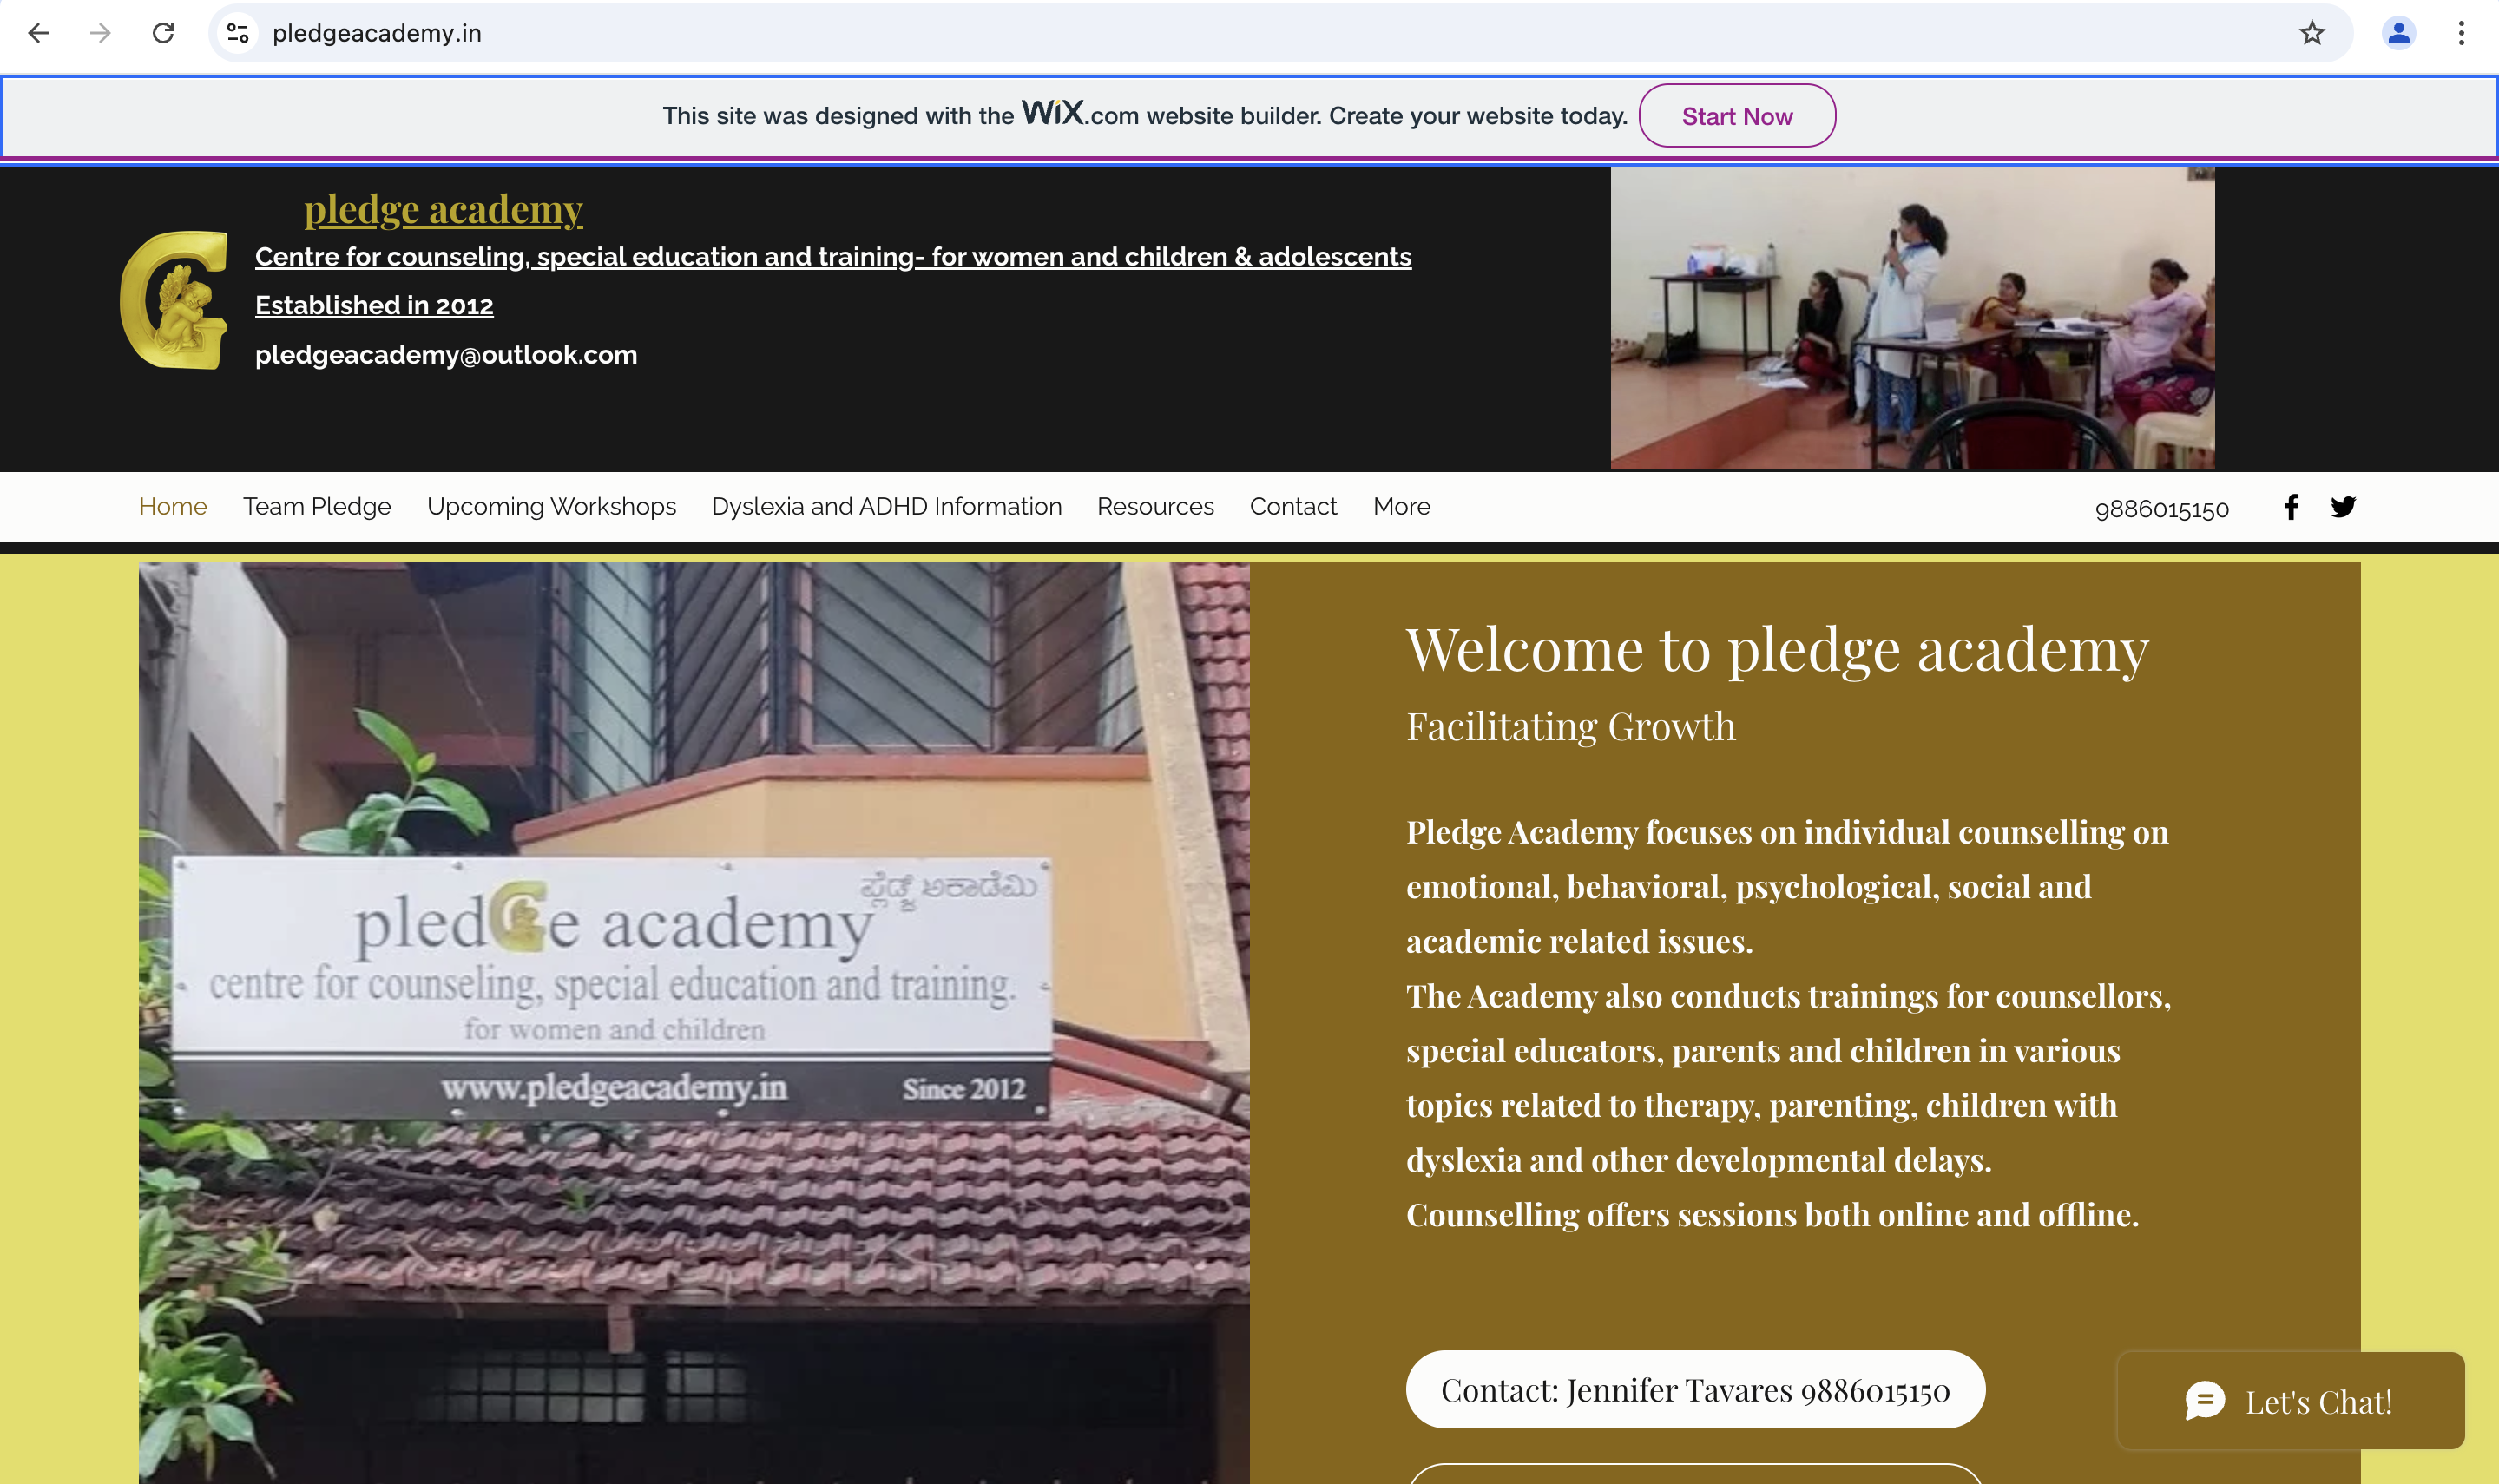 pledgeacademy.in
This site was designed with the WiX.com website builder. Create your website today. Start Now
pledge academy
Centre for counseling, special education and training- for women and children & adolescents
Established in 2012
pledgeacademy@outlook.com
Home Team Pledge Upcoming Workshops Dyslexia and ADHD Information Resources Contact More 9886015150
ಪ್ಲೆಡ್ಜ್ ಅಕಾಡೆಮಿ
pledGe academy
centre for counseling, special education and training.
for women and children
www.pledgeacademy.in Since 2012
Welcome to pledge academy
Facilitating Growth
Pledge Academy focuses on individual counselling on
emotional, behavioral, psychological, social and
academic related issues.
The Academy also conducts trainings for counsellors,
special educators, parents and children in various
topics related to therapy, parenting, children with
dyslexia and other developmental delays.
Counselling offers sessions both online and offline.
Contact: Jennifer Tavares 9886015150
Let's Chat!